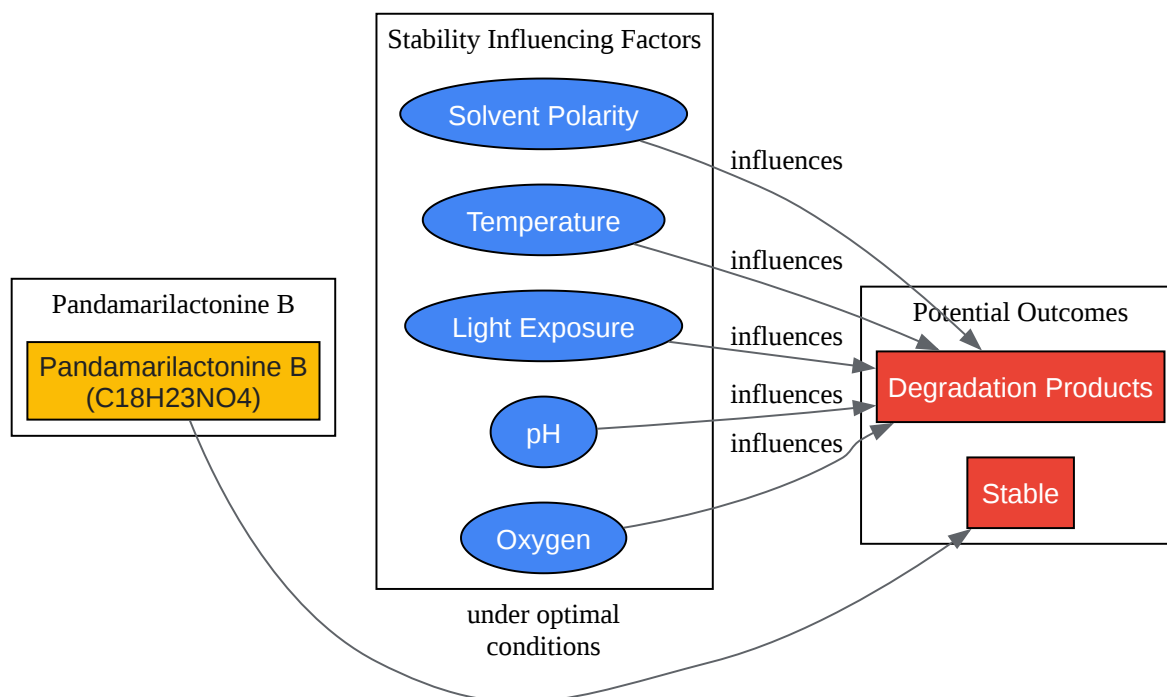 Stability Influencing Factors
Solvent Polarity
influences
Temperature
influences
Pandamarilactonine B
Pandamarilactonine B
(C18H23NO4)
Light Exposure
influences
Potential Outcomes
Degradation Products
pH
influences
influences
Stable
Oxygen
under optimal
conditions